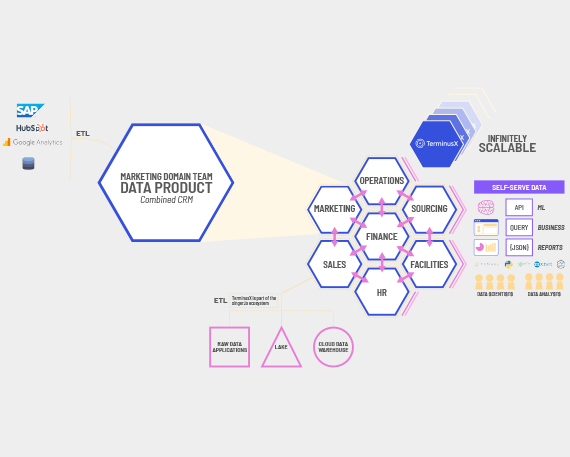 SAP
HubSpot
Google Analytics
ETL
MARKETING DOMAIN TEAM
DATA PRODUCT
Combined CRM
TerminusX
INFINITELY
SCALABLE
OPERATIONS
MARKETING
SOURCING
FINANCE
SALES
FACILITIES
HR
SELF-SERVE DATA
API
ML
QUERY
BUSINESS
{JSON}
REPORTS
DATA SCIENTISTS
DATA ANALYSTS
ETL
TerminusX is part of the
singer.io ecosystem
RAW DATA
APPLICATIONS
LAKE
CLOUD DATA
WAREHOUSE